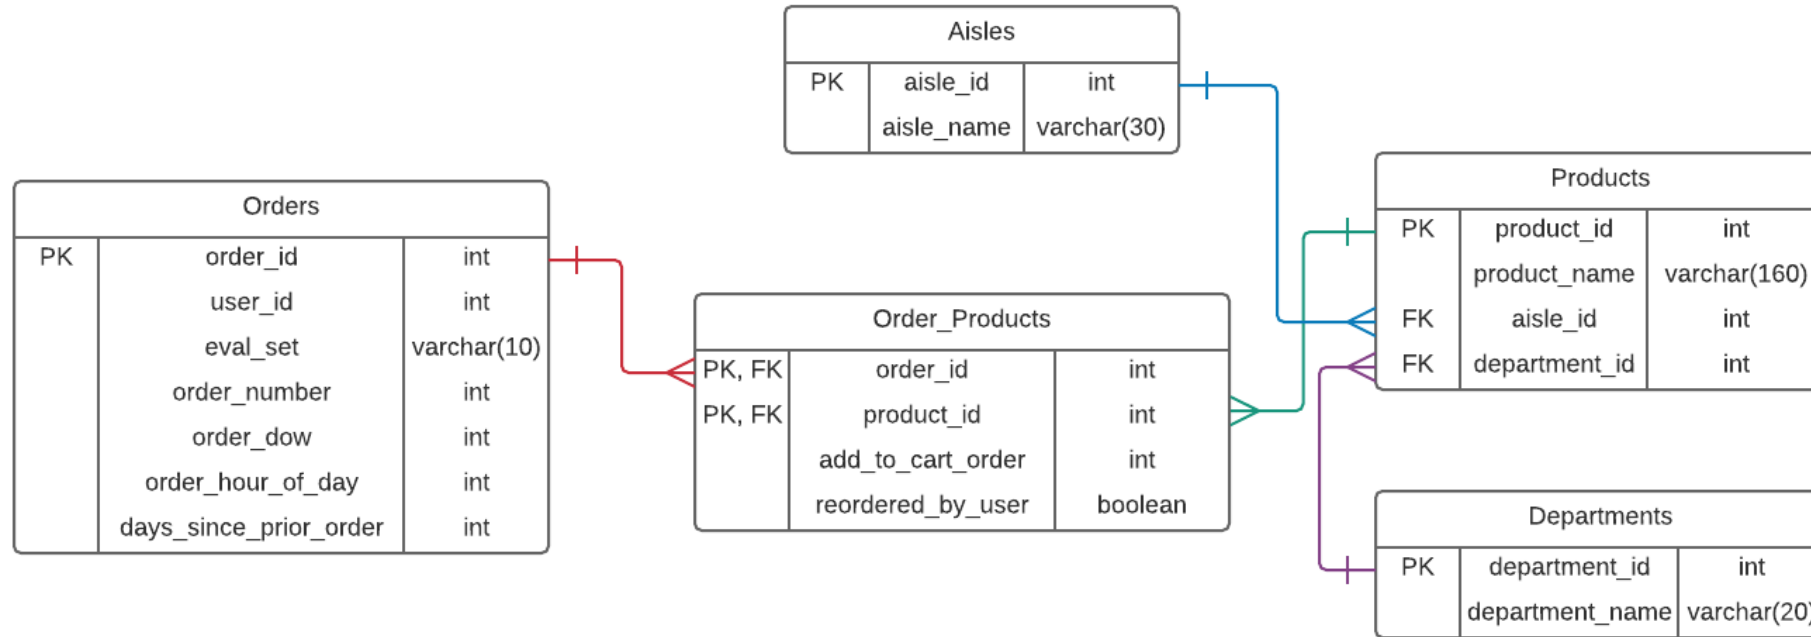 Aisles
PK aisle_id int
aisle_name varchar(30)
Orders
PK order_id int
user_id int
eval_set varchar(10)
order_number int
order_dow int
order_hour_of_day int
days_since_prior_order int
Order_Products
PK, FK order_id int
PK, FK product_id int
add_to_cart_order int
reordered_by_user boolean
Products
PK product_id int
product_name varchar(160)
FK aisle_id int
FK department_id int
Departments
PK department_id int
department_name varchar(20)